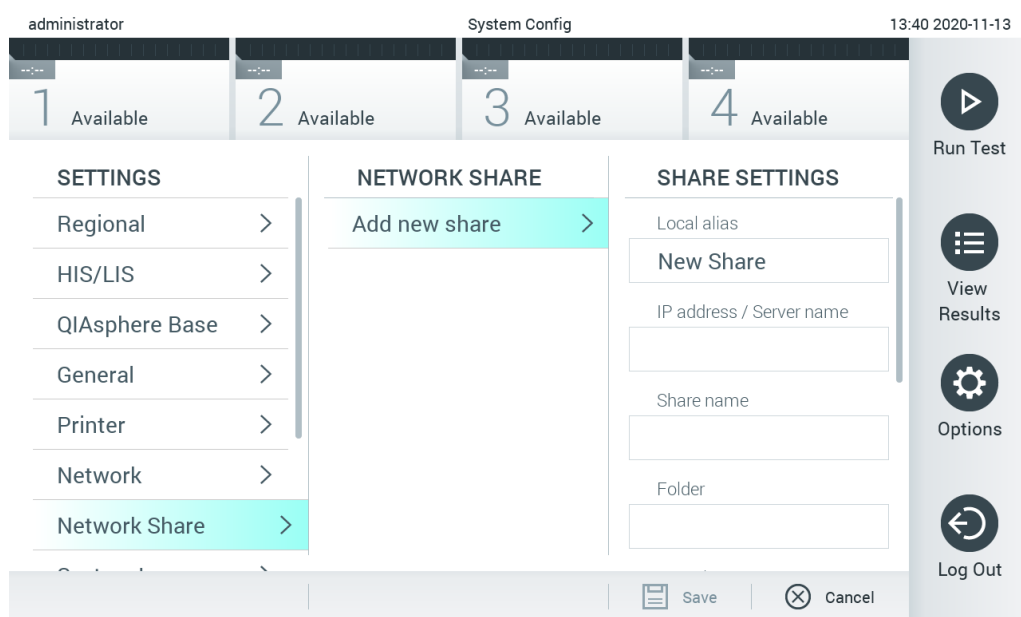 administrator System Config 13:40 2020-11-13
--:-- --:-- --:-- --:--
1 Available 2 Available 3 Available 4 Available
Run Test
View
Results
Options
Log Out
SETTINGS
Regional
HIS/LIS
QIAsphere Base
General
Printer
Network
Network Share
NETWORK SHARE
Add new share
SHARE SETTINGS
Local alias
New Share
IP address / Server name
Share name
Folder
Save Cancel